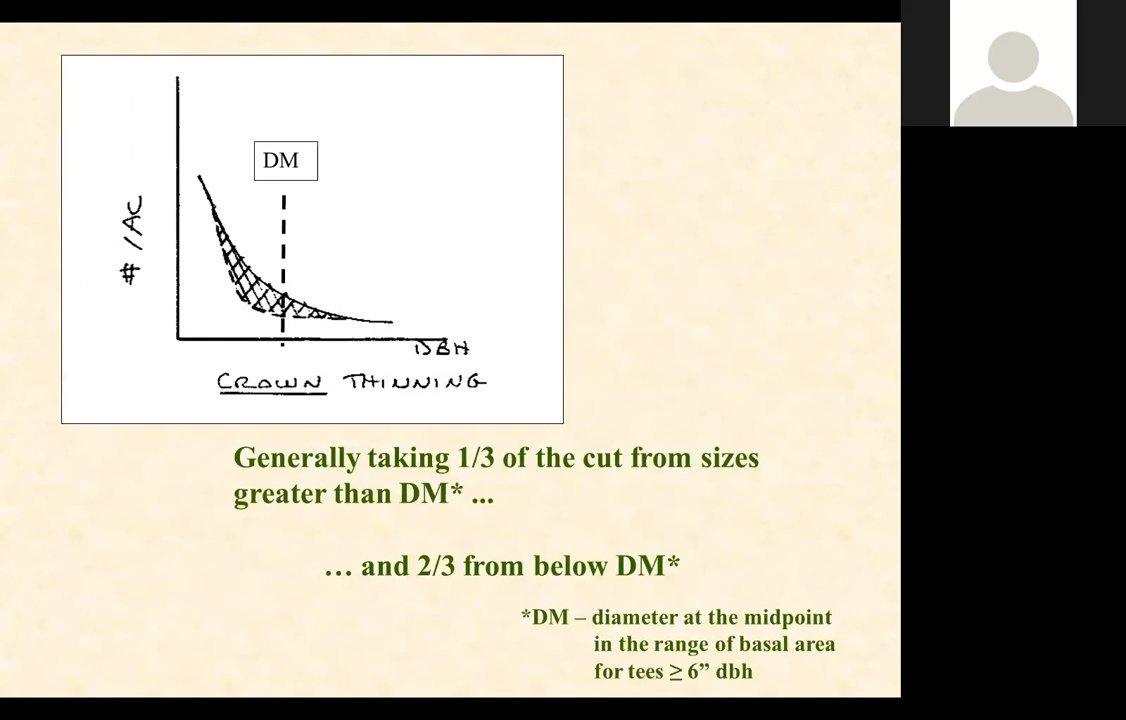 DM
#/AC
DBH
CROWN THINNING
Generally taking 1/3 of the cut from sizes
greater than DM* ...
… and 2/3 from below DM*
*DM – diameter at the midpoint
in the range of basal area
for tees ≥ 6” dbh